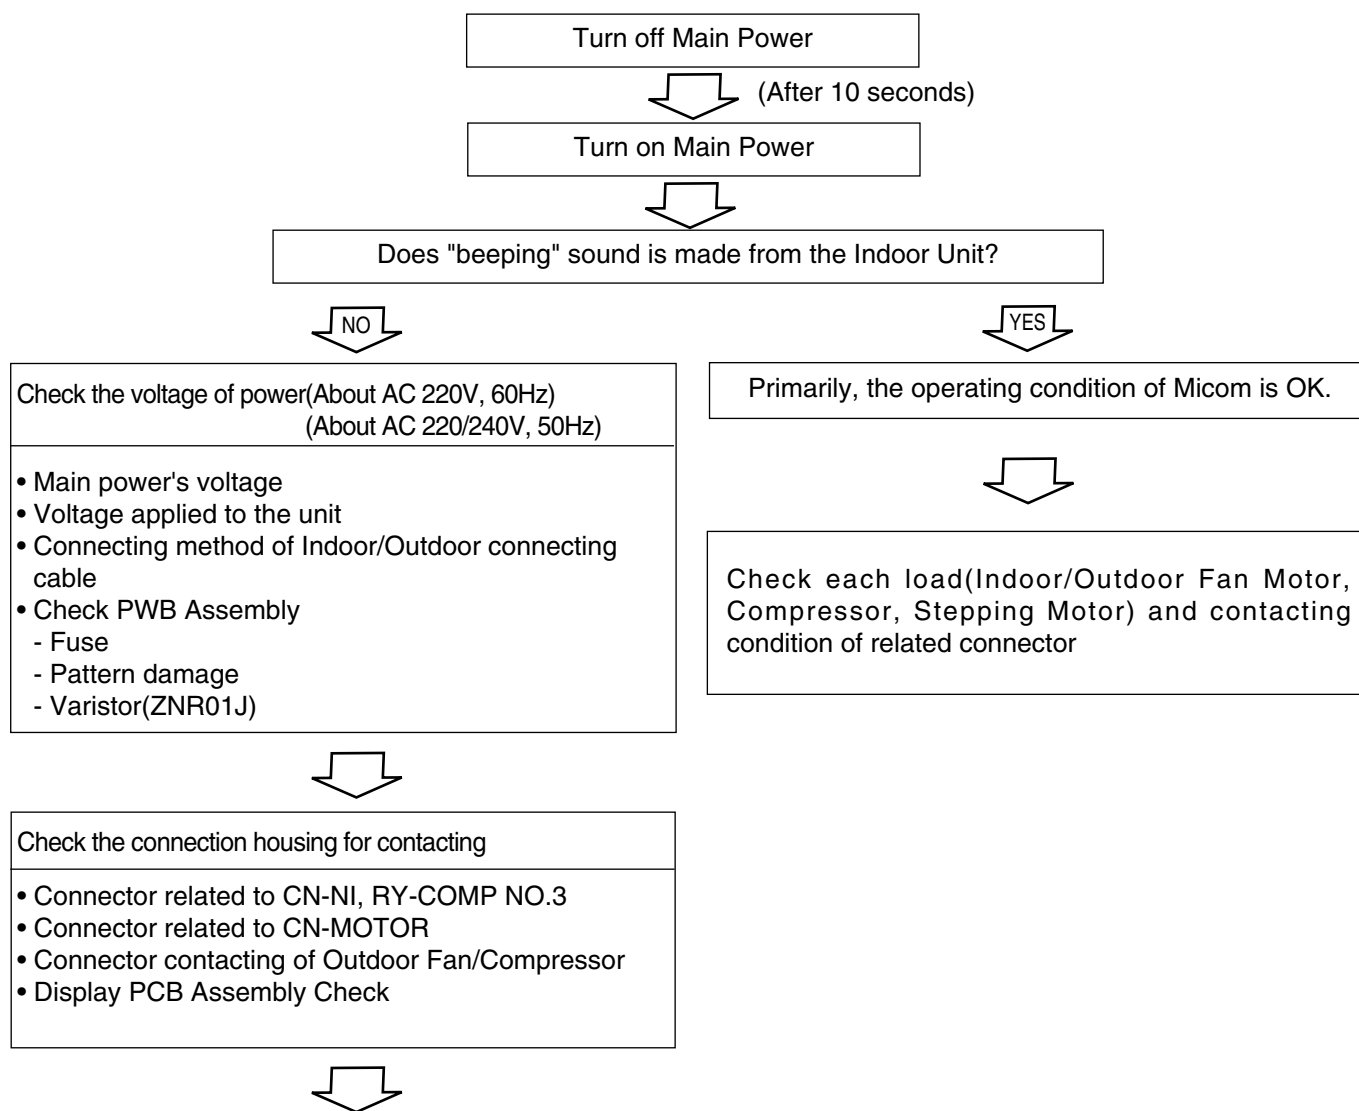 Turn off Main Power
(After 10 seconds)
Turn on Main Power
Does "beeping" sound is made from the Indoor Unit?
NO
Check the voltage of power(About AC 220V, 60Hz)
(About AC 220/240V, 50Hz)
• Main power's voltage
• Voltage applied to the unit
• Connecting method of Indoor/Outdoor connecting
cable
• Check PWB Assembly
- Fuse
- Pattern damage
- Varistor(ZNR01J)
Check the connection housing for contacting
• Connector related to CN-NI, RY-COMP NO.3
• Connector related to CN-MOTOR
• Connector contacting of Outdoor Fan/Compressor
• Display PCB Assembly Check
YES
Primarily, the operating condition of Micom is OK.
Check each load(Indoor/Outdoor Fan Motor,
Compressor, Stepping Motor) and contacting
condition of related connector